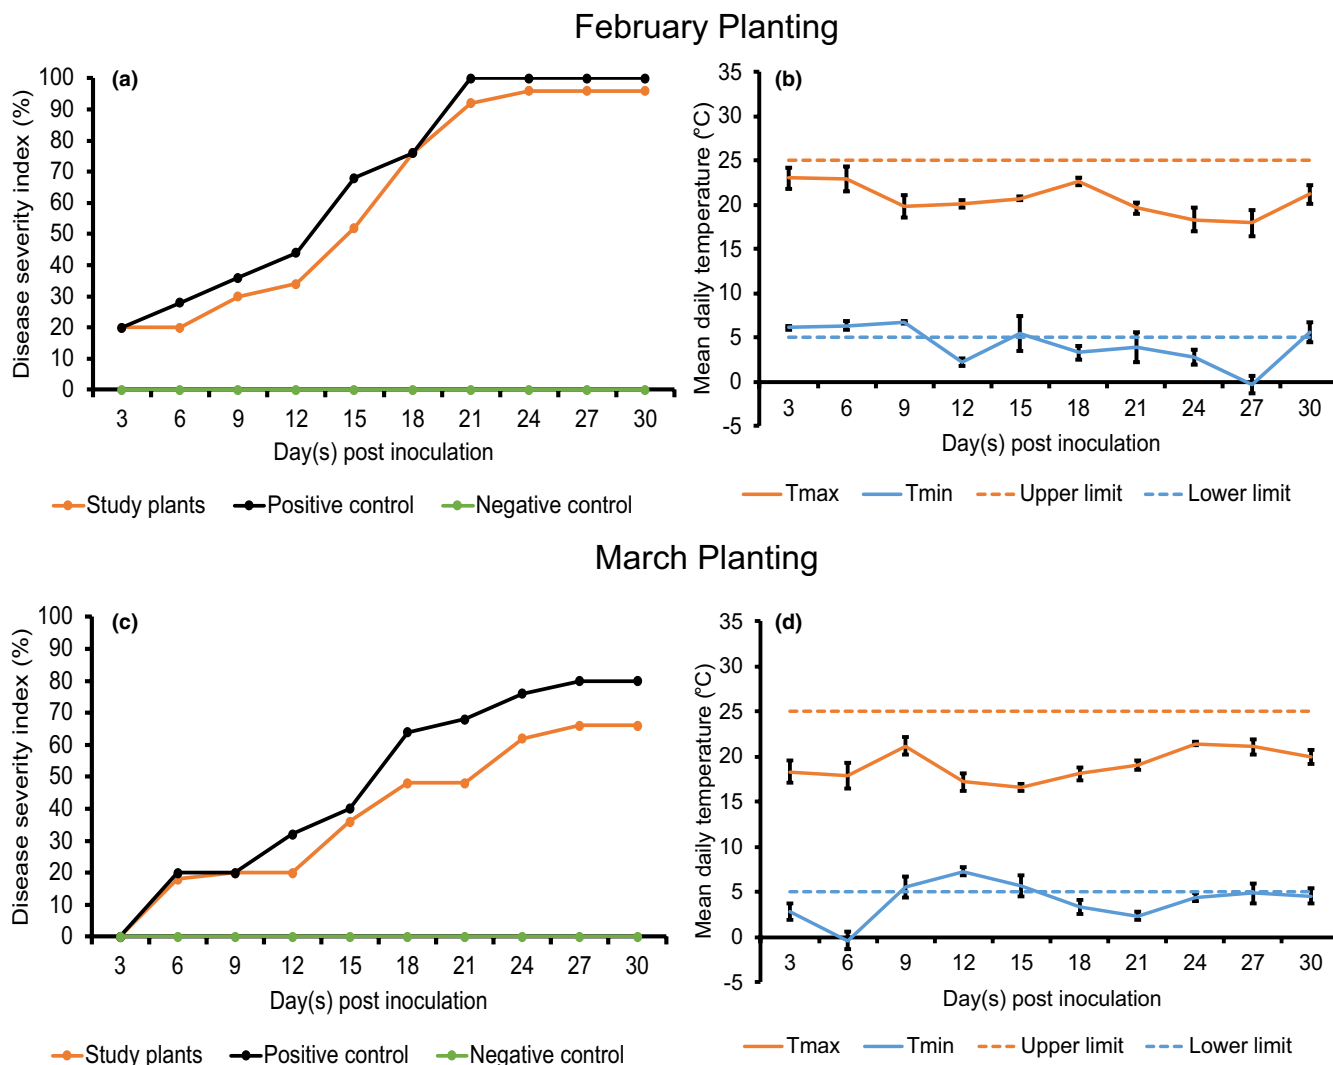 February Planting
(a)
Disease severity index (%)
100
90
80
70
60
50
40
30
20
10
0
3 6 9 12 15 18 21 24 27 30
Day(s) post inoculation
Study plants Positive control Negative control
(b)
Mean daily temperature (°C)
35
30
25
20
15
10
5
0
-5
3 6 9 12 15 18 21 24 27 30
Day(s) post inoculation
Tmax Tmin Upper limit Lower limit
March Planting
(c)
Disease severity index (%)
100
90
80
70
60
50
40
30
20
10
0
3 6 9 12 15 18 21 24 27 30
Day(s) post inoculation
Study plants Positive control Negative control
(d)
Mean daily temperature (°C)
35
30
25
20
15
10
5
0
-5
3 6 9 12 15 18 21 24 27 30
Day(s) post inoculation
Tmax Tmin Upper limit Lower limit